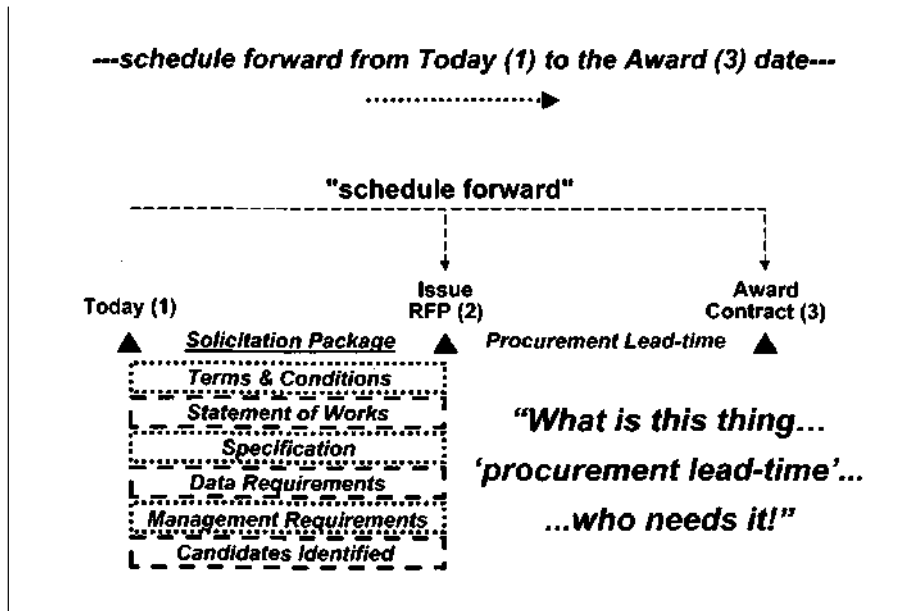 ---schedule forward from Today (1) to the Award (3) date---
"schedule forward"
Today (1)
Issue
RFP (2)
Award
Contract (3)
Solicitation Package
Procurement Lead-time
Terms & Conditions
Statement of Works
Specification
Data Requirements
Management Requirements
Candidates Identified
“What is this thing...
‘procurement lead-time’...
...who needs it!”